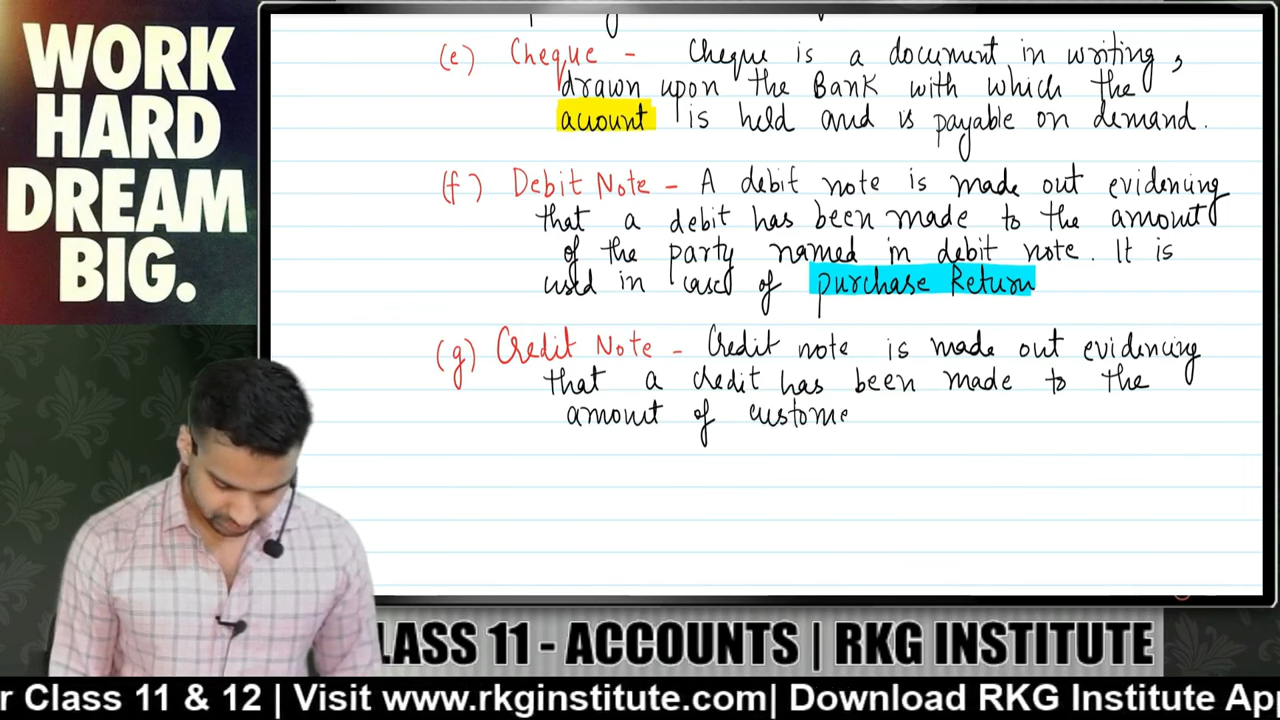 WORK
HARD
DREAM
BIG.
(e) Cheque - Cheque is a document in writing,
drawn upon the Bank with which the
account is held and is payable on demand.
(f) Debit Note - A debit note is made out evidencing
that a debit has been made to the amount
of the party named in debit note. It is
used in case of purchase Return
(g) Credit Note - Credit note is made out evidencing
that a credit has been made to the
amount of custome
LASS 11 - ACCOUNTS | RKG INSTITUTE
r Class 11 & 12 | Visit www.rkginstitute.com| Download RKG Institute Ap